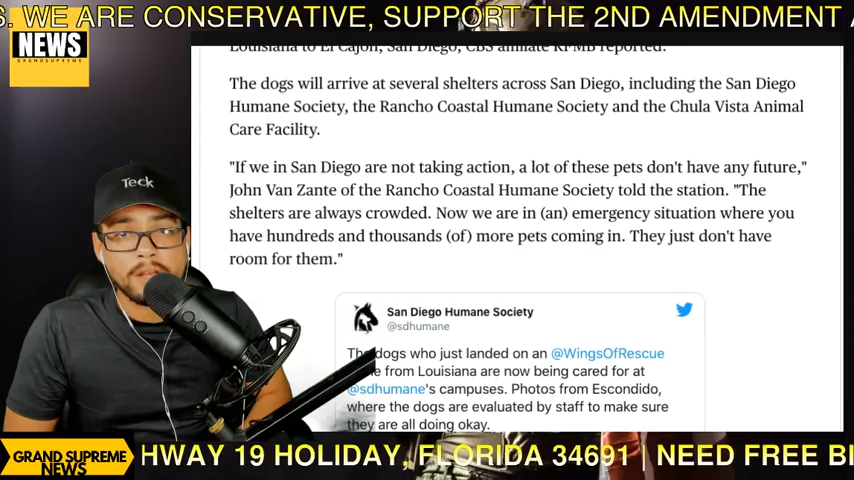 S. WE ARE CONSERVATIVE, SUPPORT THE 2ND AMENDMENT A
NEWS
GRANDSUPREME
Louisiana to El Cajon, San Diego, CBS affiliate KFMB reported.
The dogs will arrive at several shelters across San Diego, including the San Diego
Humane Society, the Rancho Coastal Humane Society and the Chula Vista Animal
Care Facility.
"If we in San Diego are not taking action, a lot of these pets don't have any future,"
John Van Zante of the Rancho Coastal Humane Society told the station. "The
shelters are always crowded. Now we are in (an) emergency situation where you
have hundreds and thousands (of) more pets coming in. They just don't have
room for them."
Teck
San Diego Humane Society
@sdhumane
The dogs who just landed on an @WingsOfRescue
from Louisiana are now being cared for at
@sdhumane's campuses. Photos from Escondido,
where the dogs are evaluated by staff to make sure
they are all doing okay.
GRAND SUPREME
NEWS
HWAY 19 HOLIDAY, FLORIDA 34691 | NEED FREE BI